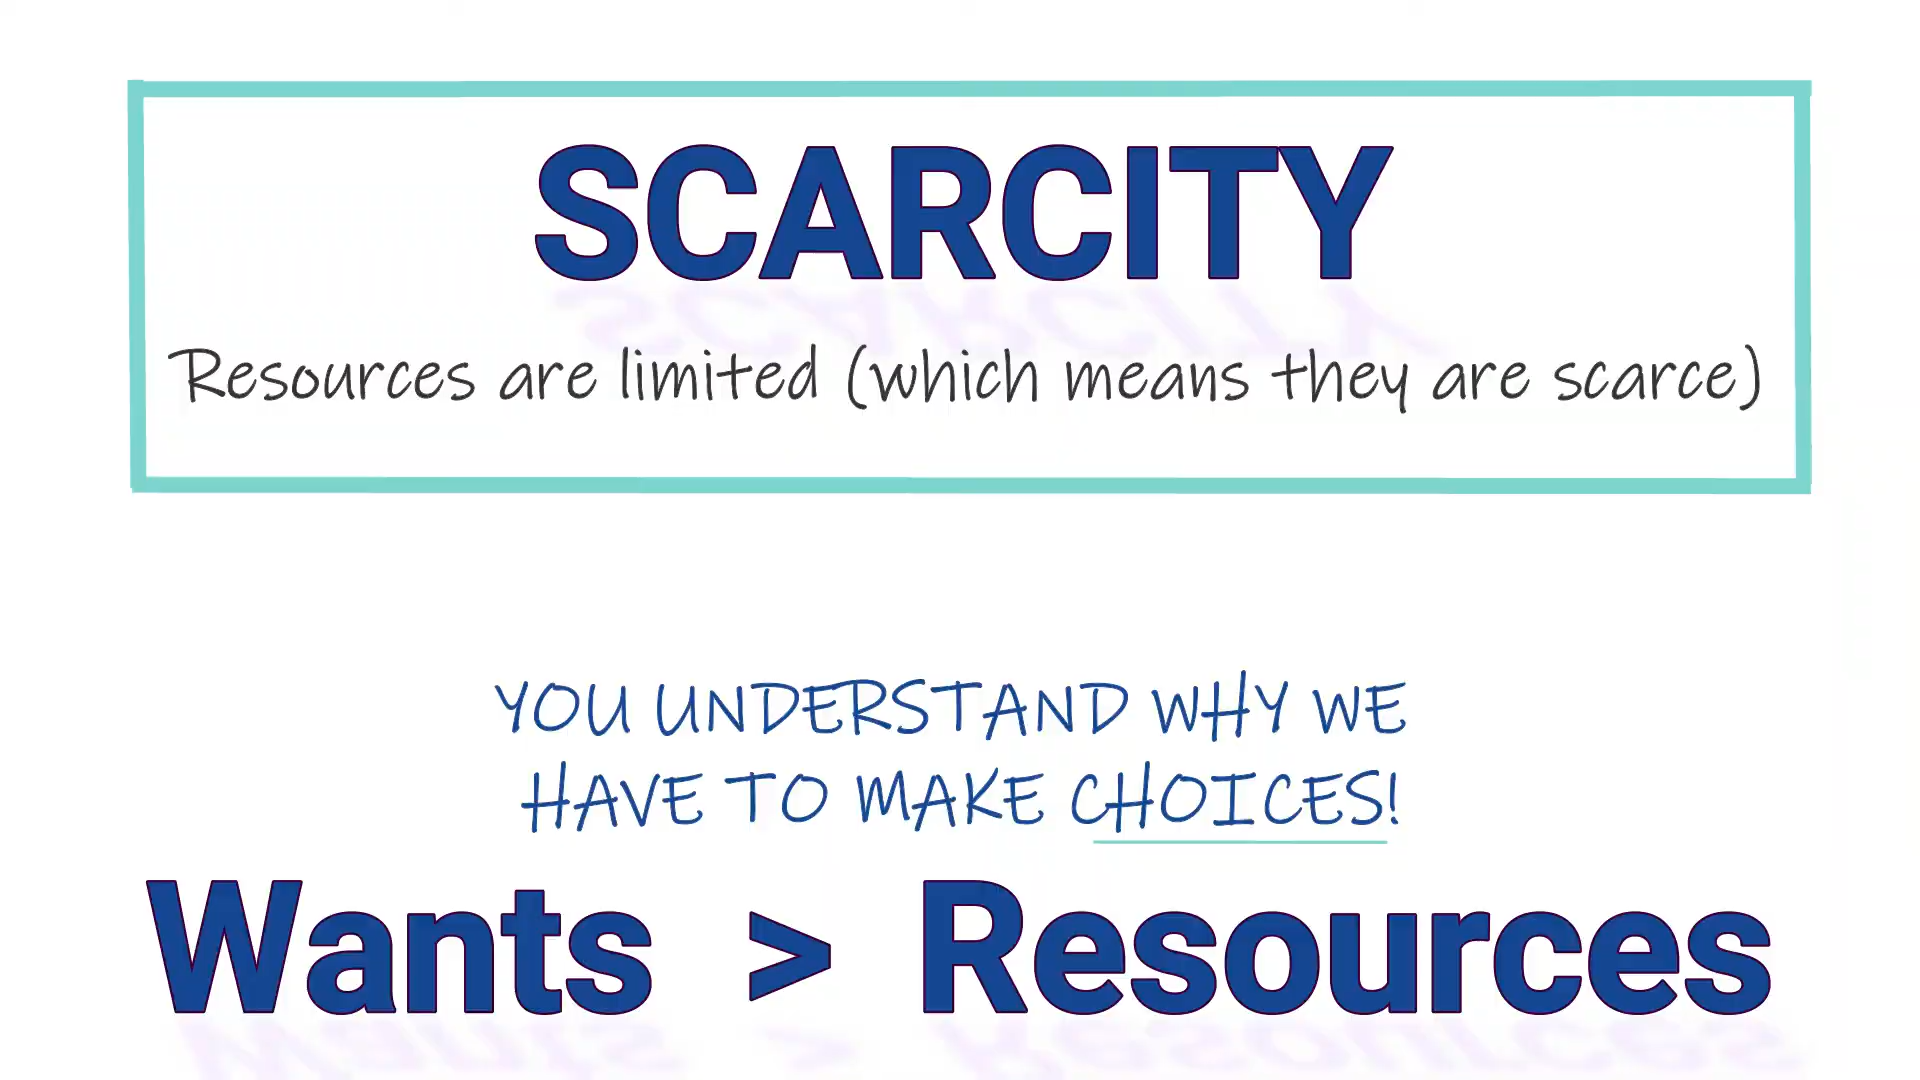 SCARCITY
Resources are limited (which means they are scarce)
YOU UNDERSTAND WHY WE
HAVE TO MAKE CHOICES!
Wants > Resources